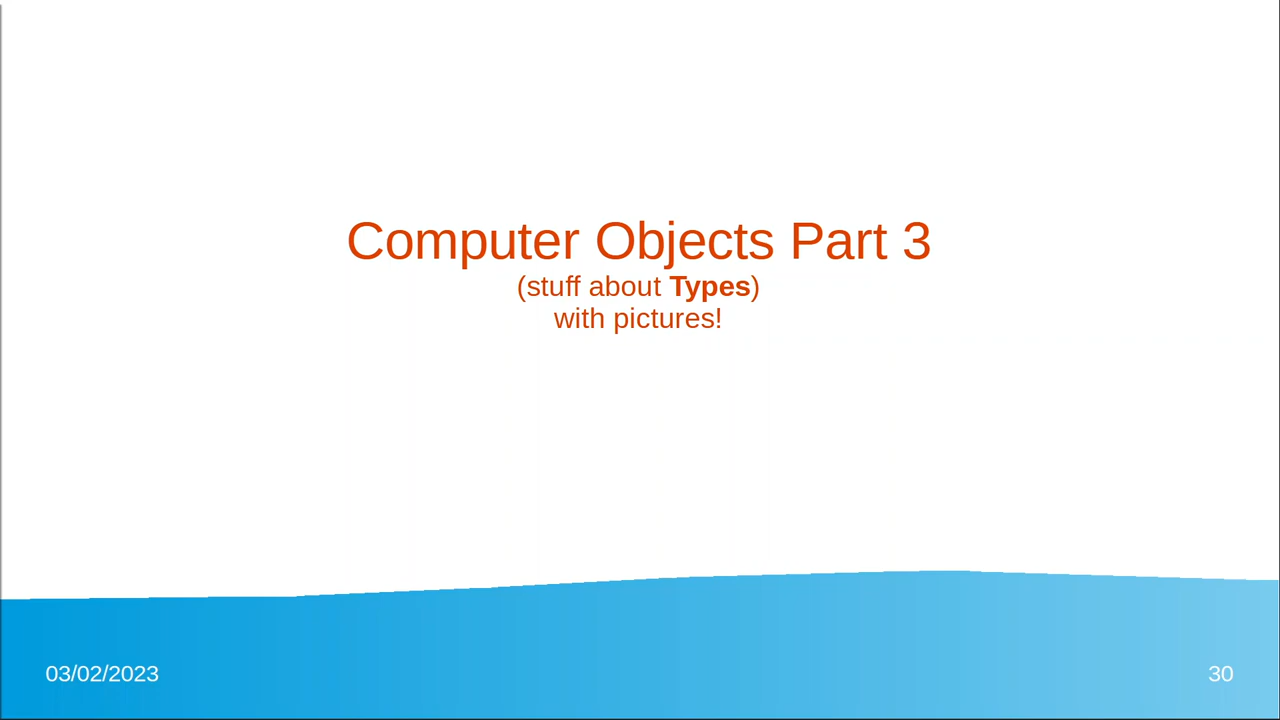 Computer Objects Part 3
(stuff about Types)
with pictures!
03/02/2023
30